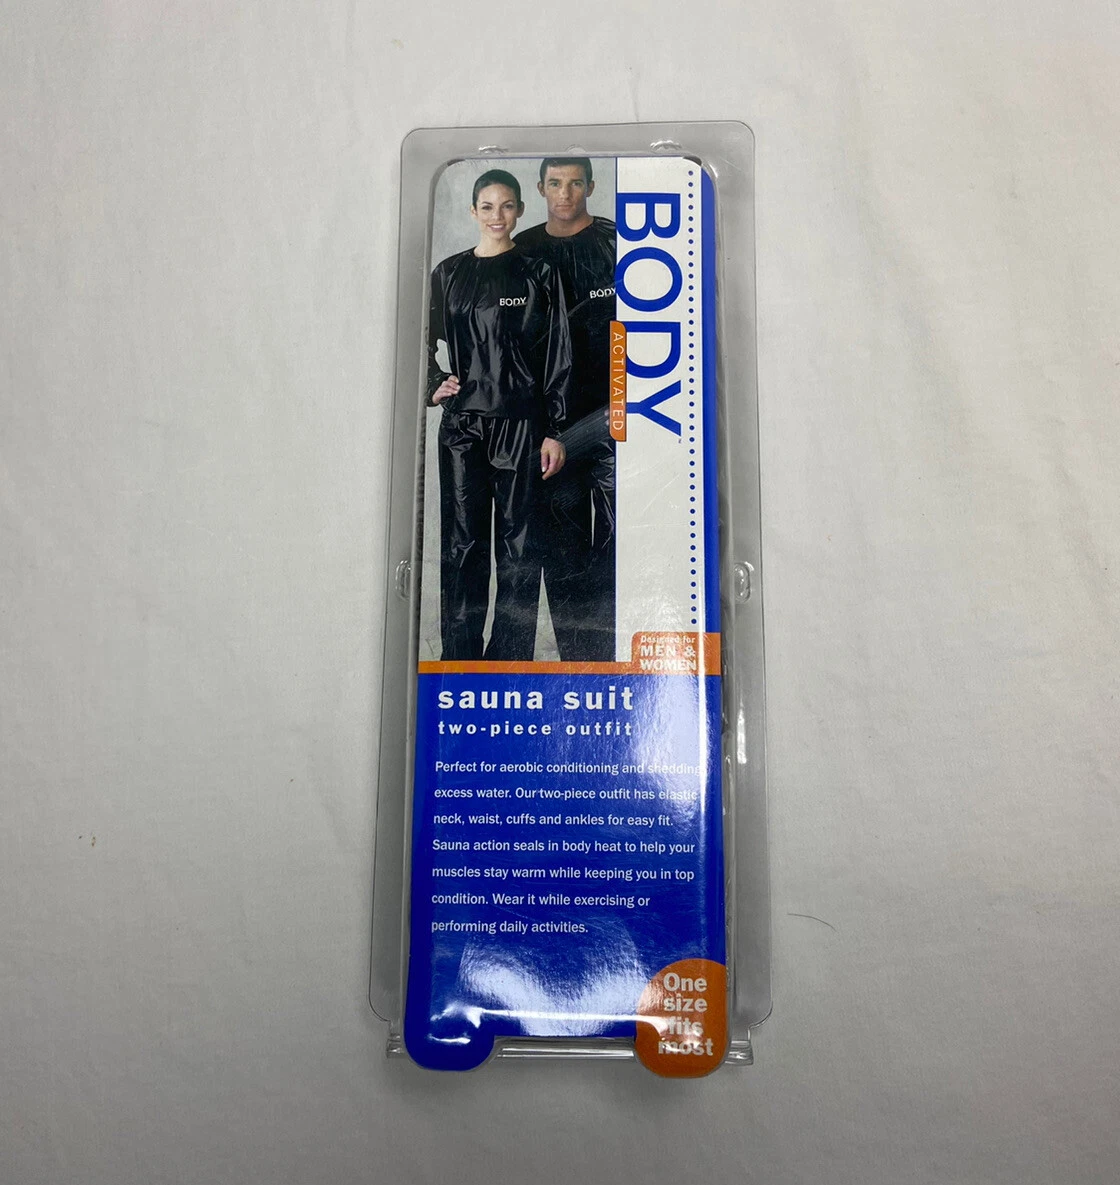 BODY
ACTIVATED
BODY
BODY
Designed for
MEN &
WOMEN
sauna suit
two-piece outfit
Perfect for aerobic conditioning and shedding
excess water. Our two-piece outfit has elastic
neck, waist, cuffs and ankles for easy fit.
Sauna action seals in body heat to help your
muscles stay warm while keeping you in top
condition. Wear it while exercising or
performing daily activities.
One
size
fits
most